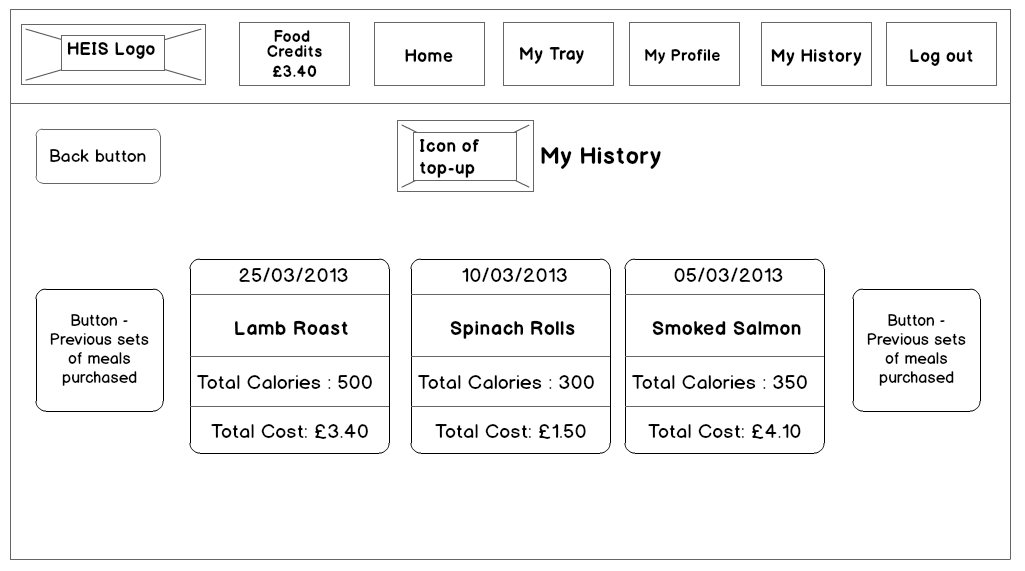 HEIS Logo
Food
Credits
£3.40
Home
My Tray
My Profile
My History
Log out
Back button
Icon of
top-up
My History
Button -
Previous sets
of meals
purchased
25/03/2013
Lamb Roast
Total Calories : 500
Total Cost: £3.40
10/03/2013
Spinach Rolls
Total Calories : 300
Total Cost: £1.50
05/03/2013
Smoked Salmon
Total Calories : 350
Total Cost: £4.10
Button -
Previous sets
of meals
purchased